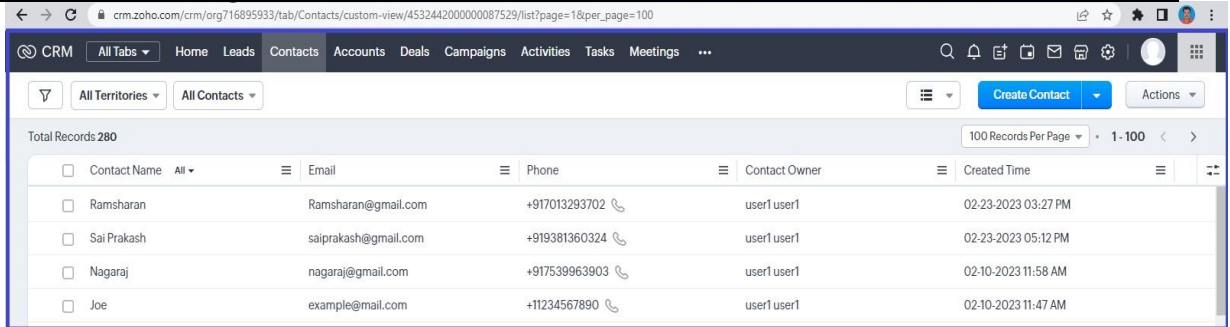 crm.zoho.com/crm/org716895933/tab/Contacts/custom-view/4532442000000087529/list?page=1&per_page=100
CRM All Tabs Home Leads Contacts Accounts Deals Campaigns Activities Tasks Meetings •••
All Territories All Contacts Create Contact Actions
Total Records 280 100 Records Per Page • 1 - 100
Contact Name All Email Phone Contact Owner Created Time
Ramsharan Ramsharan@gmail.com +917013293702 user1 user1 02-23-2023 03:27 PM
Sai Prakash saiprakash@gmail.com +919381360324 user1 user1 02-23-2023 05:12 PM
Nagaraj nagaraj@gmail.com +917539963903 user1 user1 02-10-2023 11:58 AM
Joe example@mail.com +11234567890 user1 user1 02-10-2023 11:47 AM